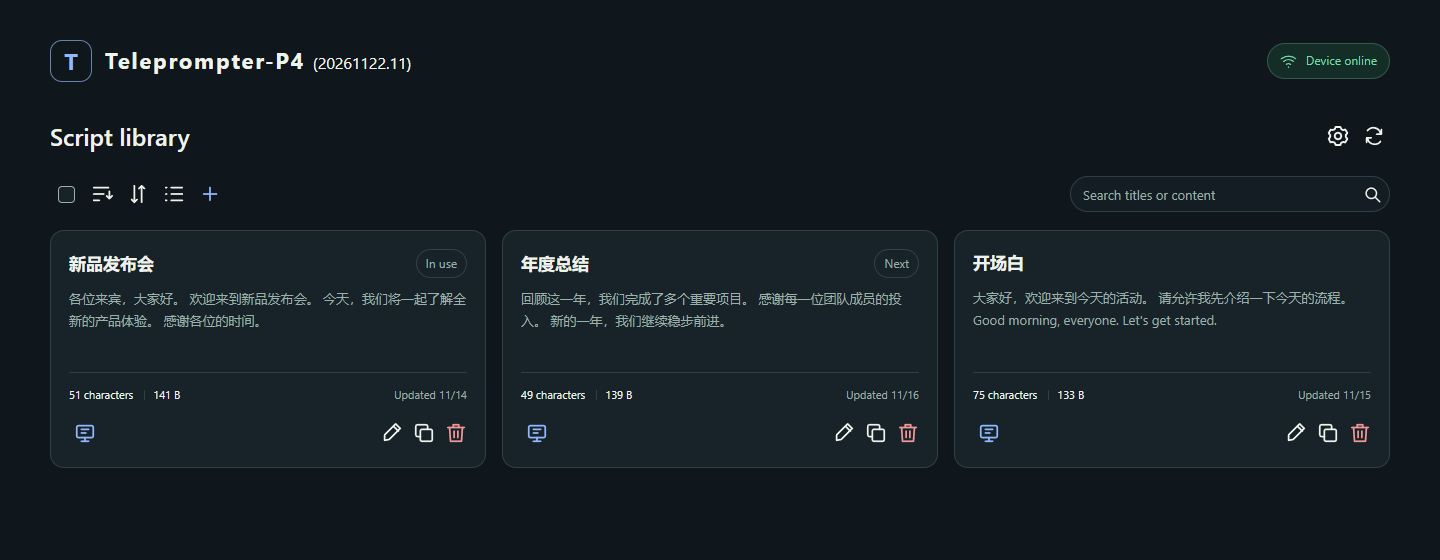 T
Teleprompter-P4 (20261122.11)
Device online
Script library
Search titles or content
新品发布会
In use
各位来宾，大家好。 欢迎来到新品发布会。 今天，我们将一起了解全
新的产品体验。 感谢各位的时间。
51 characters | 141 B
Updated 11/14
年度总结
Next
回顾这一年，我们完成了多个重要项目。 感谢每一位团队成员的投
入。 新的一年，我们继续稳步前进。
49 characters | 139 B
Updated 11/16
开场白
大家好，欢迎来到今天的活动。 请允许我先介绍一下今天的流程。
Good morning, everyone. Let's get started.
75 characters | 133 B
Updated 11/15